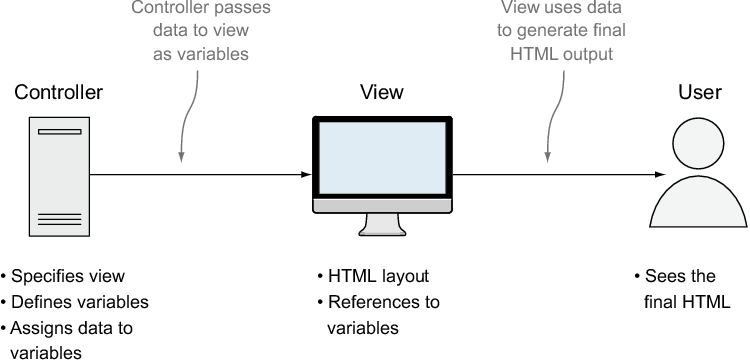 Controller passes
data to view
as variables
View uses data
to generate final
HTML output
Controller
View
User
• Specifies view
• Defines variables
• Assigns data to
variables
• HTML layout
• References to
variables
• Sees the
final HTML